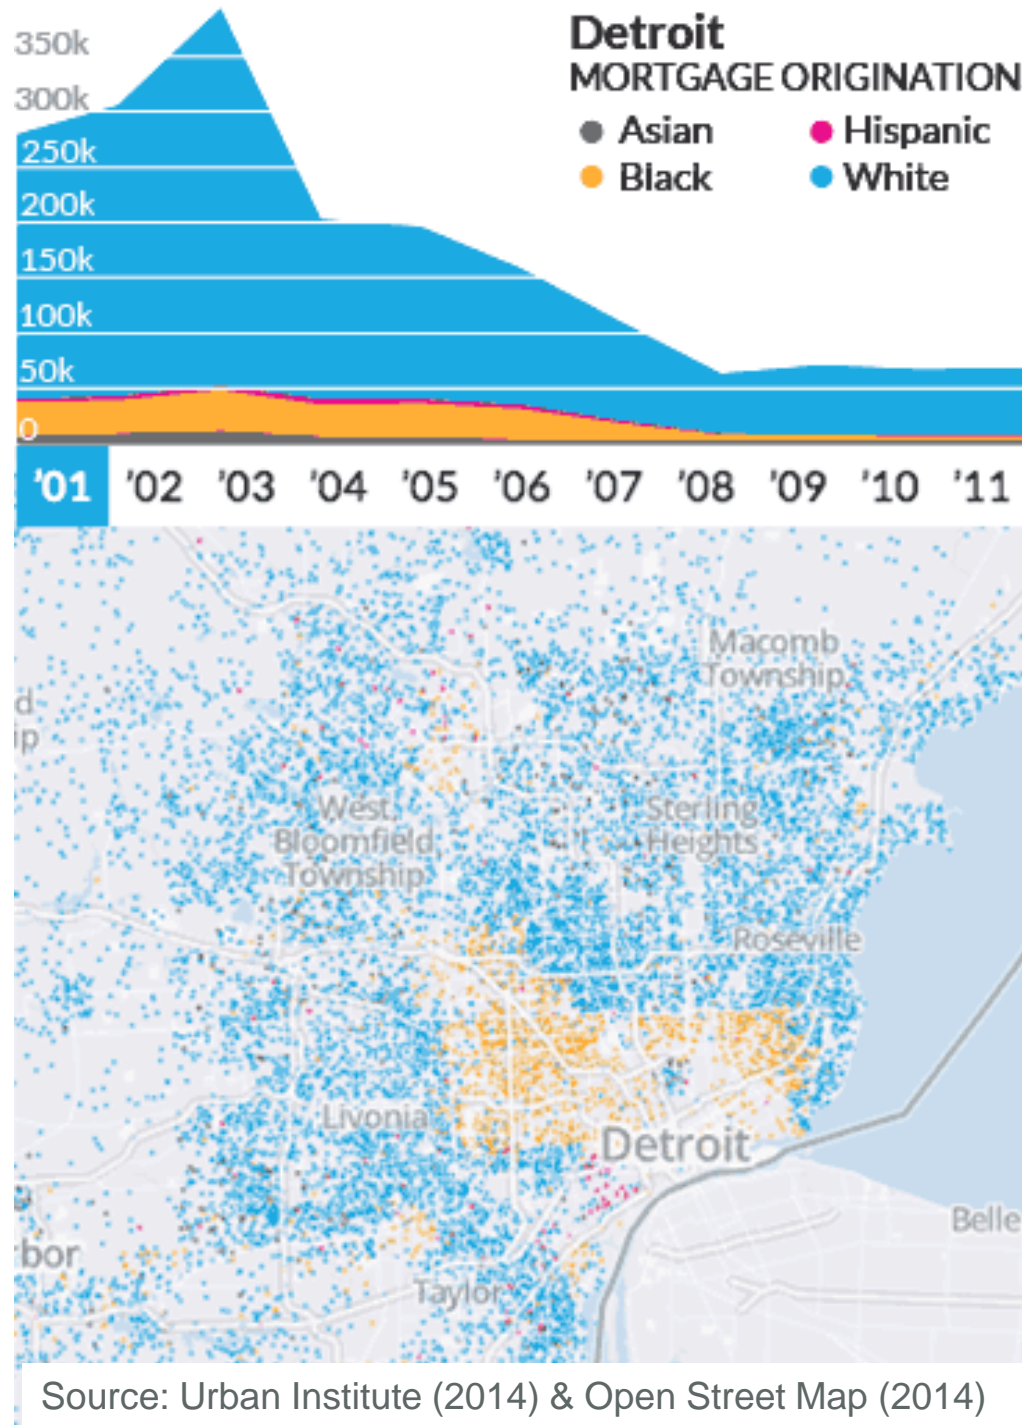 350k
300k
250k
200k
150k
100k
50k
0
Detroit
MORTGAGE ORIGINATION
Asian
Hispanic
Black
White
'01 '02 '03 '04 '05 '06 '07 '08 '09 '10 '11
Macomb
Township
d
ip
West
Bloomfield
Township
Sterling
Heights
Roseville
Livonia
Detroit
Belle
bor
Taylor
Source: Urban Institute (2014) & Open Street Map (2014)